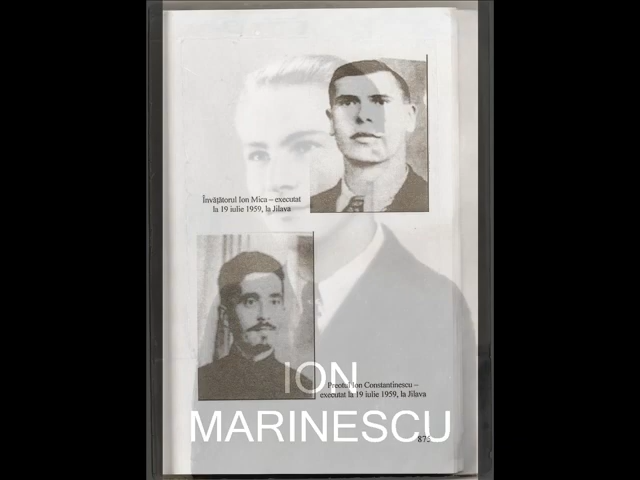 Învățătorul Ion Mica – executat
la 19 iulie 1959, la Jilava
Preotul Ion Constantinescu –
executat la 19 iulie 1959, la Jilava
ION
MARINESCU